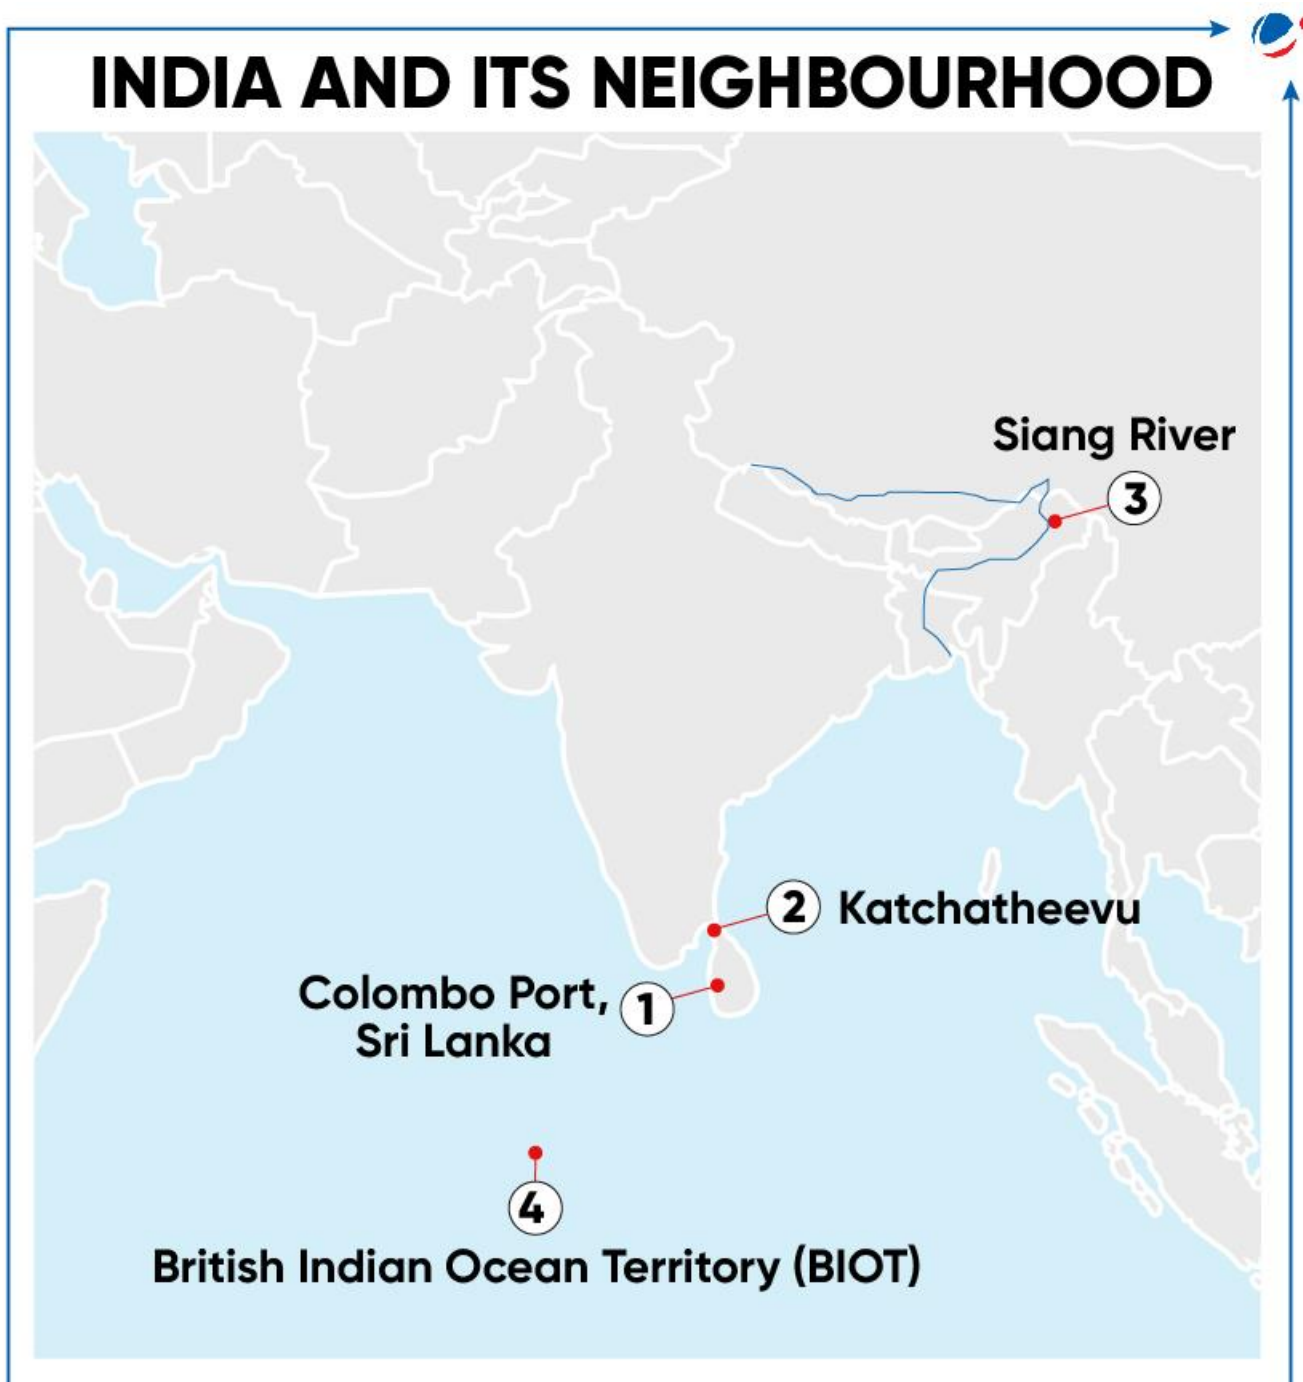 INDIA AND ITS NEIGHBOURHOOD
Siang River
3
2 Katchatheevu
Colombo Port,
Sri Lanka
1
4
British Indian Ocean Territory (BIOT)